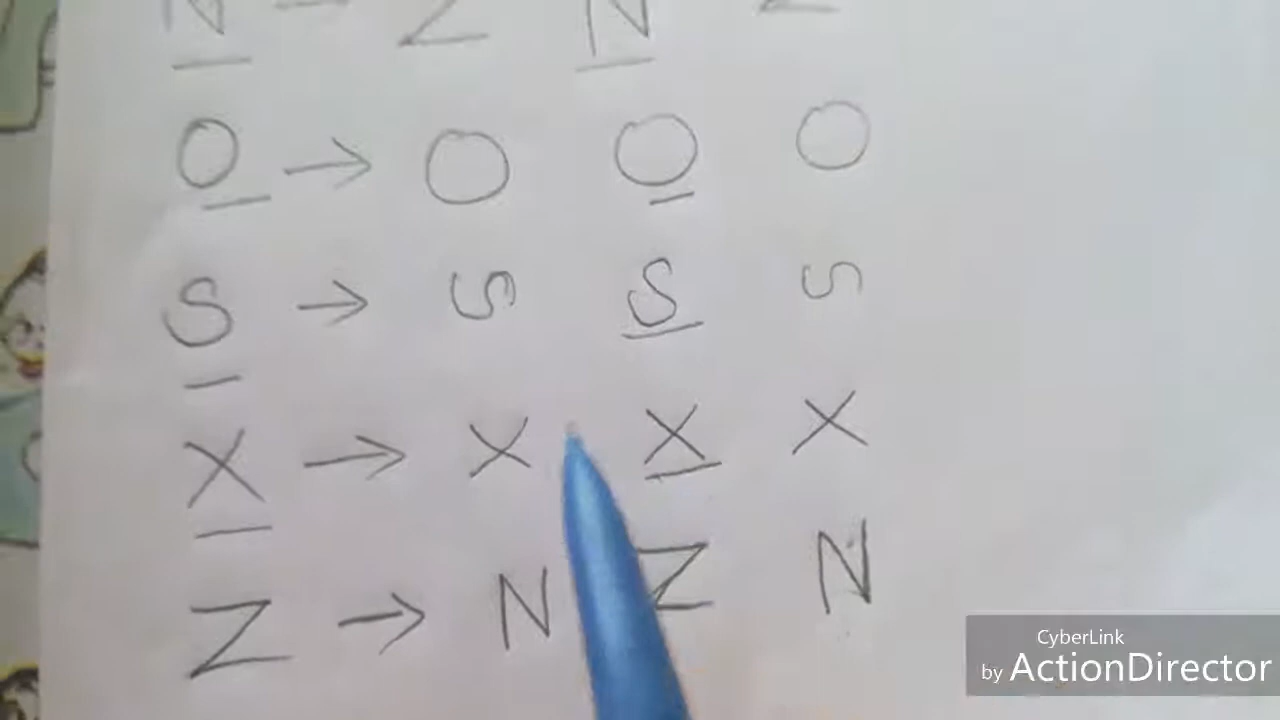 N → Z N Z
O → O O O
S → S S S
X → X X X
Z → N Z N
CyberLink
by ActionDirector